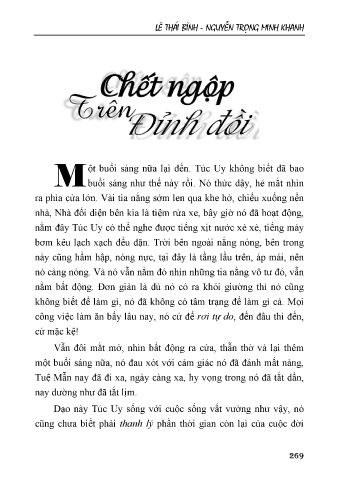 LÊ THÁI BÌNH - NGUYỄN TRỌNG MINH KHANH
Chết ngộp
Trên
Đỉnh đồi
Một buổi sáng nữa lại đến. Túc Uy không biết đã bao
buổi sáng như thế này rồi. Nó thức dậy, hé mắt nhìn
ra phía cửa lớn. Vài tia nắng sớm len qua khe hở, chiếu xuống nền
nhà, Nhà đối diện bên kia là tiệm rửa xe, bây giờ nó đã hoạt động,
nằm đây Túc Uy có thể nghe được tiếng xịt nước xè xè, tiếng máy
bơm kêu lạch xạch đều đặn. Trời bên ngoài nắng nóng, bên trong
này cũng hầm hập, nóng nực, tại đây là tầng lầu trên, áp mái, nên
nó càng nóng. Và nó vẫn nằm đó nhìn những tia nắng vô tư đó, vẫn
nằm bất động. Đơn giản là dù nó có ra khỏi giường thì nó cũng
không biết để làm gì, nó đã không có tâm trạng để làm gì cả. Mọi
công việc làm ăn bấy lâu nay, nó cứ để rơi tự do, đến đâu thì đến,
cứ mặc kệ!
Vẫn đôi mắt mở, nhìn bất động ra cửa, thẫn thờ và lại thêm
một buổi sáng nữa, nó đau xót với cảm giác nó đã đánh mất nàng,
Tuệ Mẫn nay đã đi xa, ngày càng xa, hy vọng trong nó đã tắt dần,
nay dường như đã tắt lịm.
Dạo này Túc Uy sống với cuộc sống vất vưởng như vậy, nó
cũng chưa biết phải thanh lý phần thời gian còn lại của cuộc đời
269